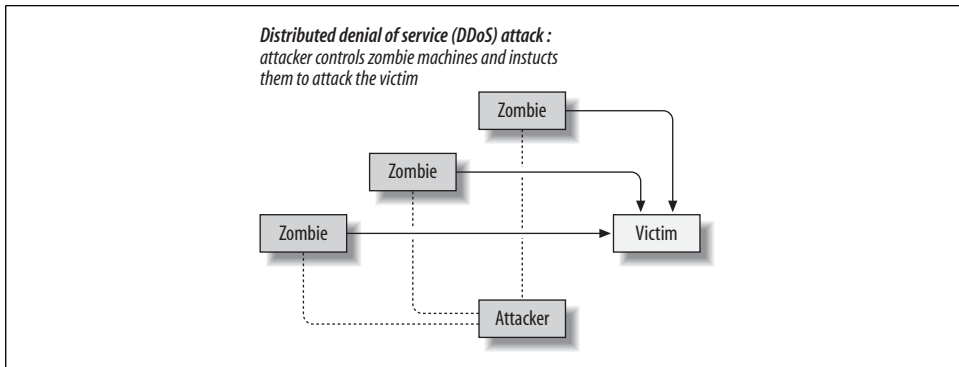 Distributed denial of service (DDoS) attack :
attacker controls zombie machines and instucts
them to attack the victim
Zombie
Zombie
Zombie
Victim
Attacker